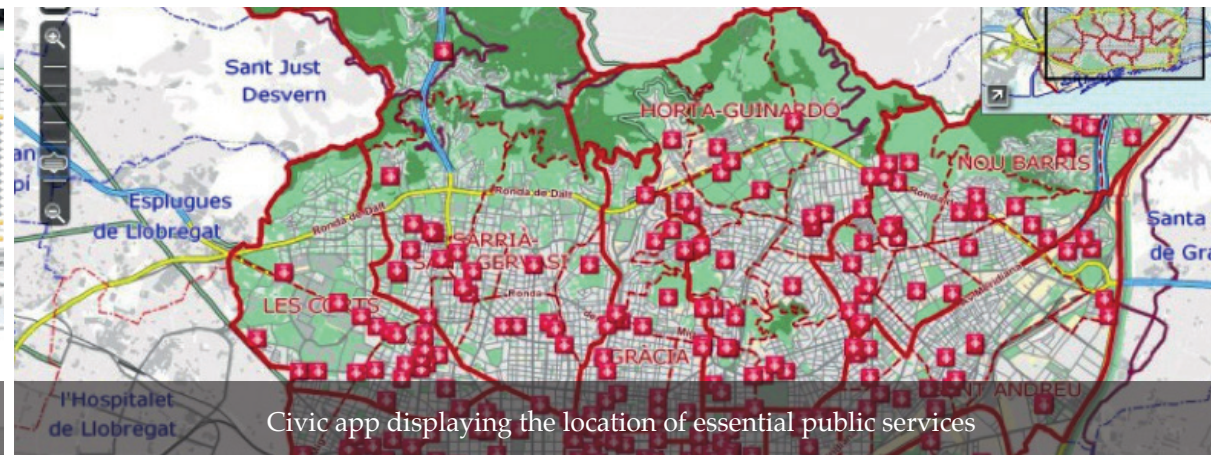 Sant Just
Desvern
HORTA-GUINARDÓ
NOU BARRIS
Esplugues
de Llobregat
Ronda de Dalt
Ronda de Dalt
SARRIÀ-
SANT GERVASI
Santa
de Gra
LES CORTS
Ronda
Meridiana
GRÀCIA
SANT ANDREU
l'Hospitalet
de Llobregat
Civic app displaying the location of essential public services